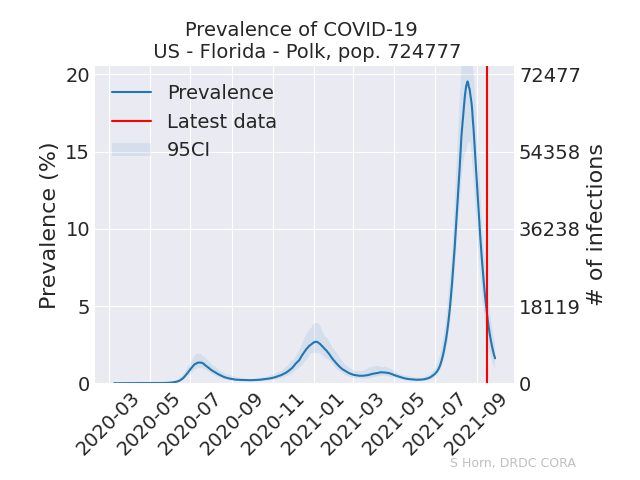 Prevalence of COVID-19
US - Florida - Polk, pop. 724777
Prevalence
Latest data
95CI
Prevalence (%)
20
15
10
5
0
72477
54358
36238
18119
0
# of infections
2020-03
2020-05
2020-07
2020-09
2020-11
2021-01
2021-03
2021-05
2021-07
2021-09
S Horn, DRDC CORA